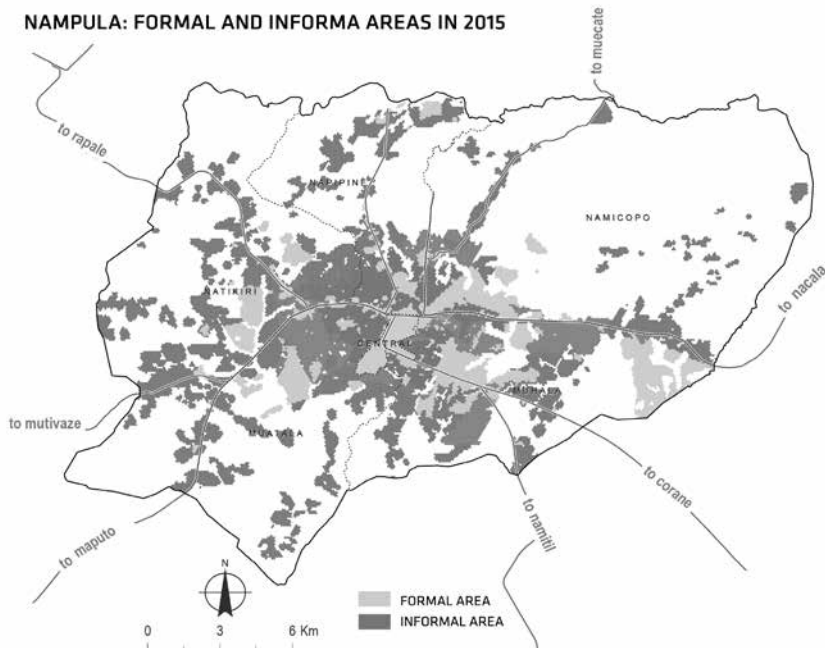 NAMPULA: FORMAL AND INFORMA AREAS IN 2015
to muecate
to rapale
NAPIPINE
NAMICOPO
NATIKIRI
to nacala
CENTRAL
MUHALA
to mutivaze
MUATALA
to corane
to maputo
to namitil
N
FORMAL AREA
INFORMAL AREA
0 3 6 Km